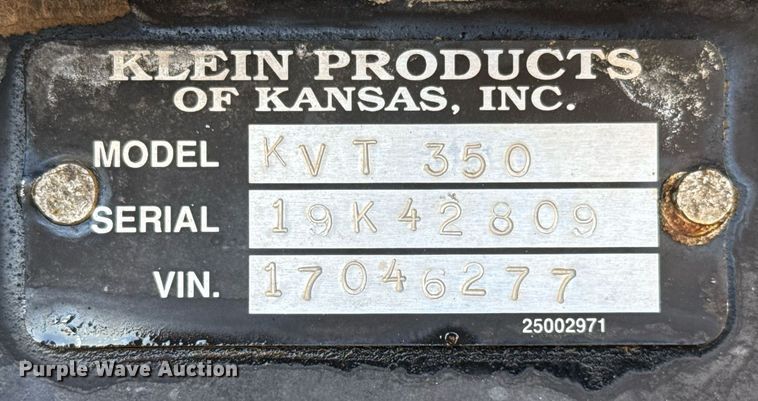 KLEIN PRODUCTS
OF KANSAS, INC.
MODEL KVT 350
SERIAL 19K42809
VIN. 17046277
25002971
Purple Wave Auction